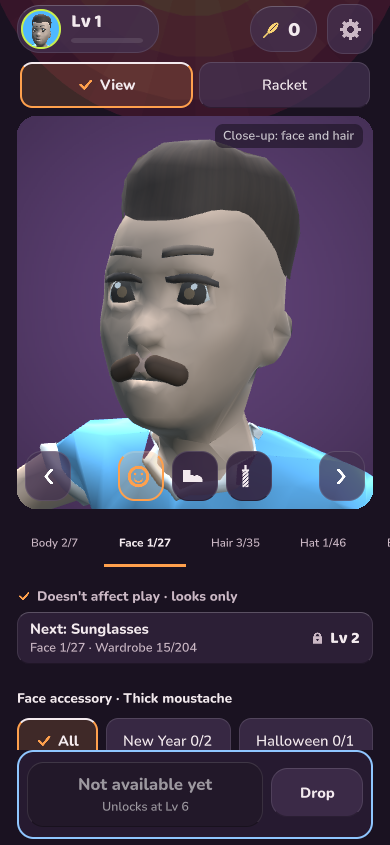 Lv 1
0
View
Racket
Close-up: face and hair
Body 2/7
Face 1/27
Hair 3/35
Hat 1/46
Doesn't affect play · looks only
Next: Sunglasses
Face 1/27 · Wardrobe 15/204
Lv 2
Face accessory · Thick moustache
All
New Year 0/2
Halloween 0/1
Not available yet
Unlocks at Lv 6
Drop